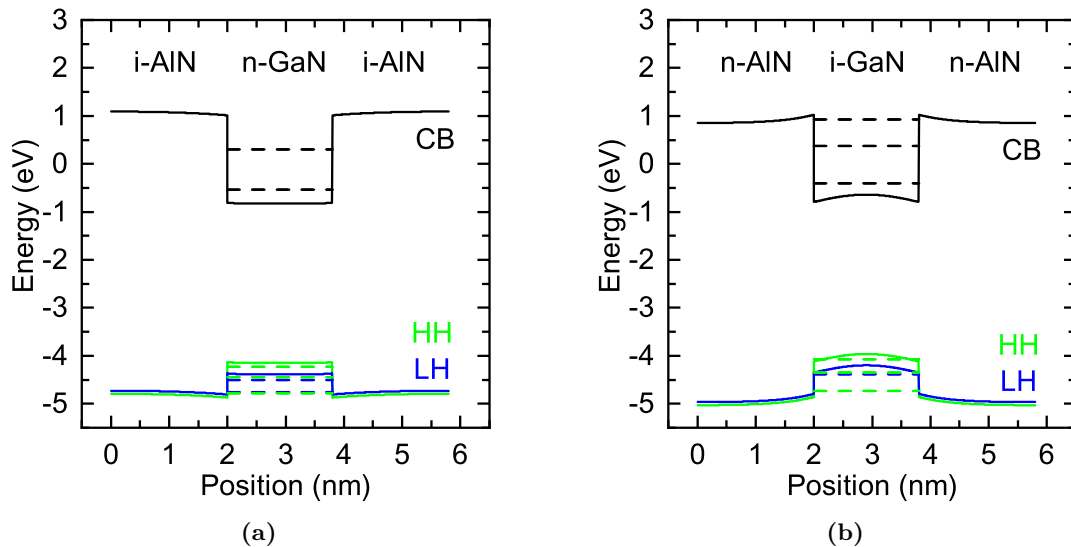 3
2
1
0
-1
-2
-3
-4
-5
Energy (eV)
i-AlN n-GaN i-AlN
CB
HH
LH
0 1 2 3 4 5 6
Position (nm)
(a)
3
2
1
0
-1
-2
-3
-4
-5
Energy (eV)
n-AlN i-GaN n-AlN
CB
HH
LH
0 1 2 3 4 5 6
Position (nm)
(b)